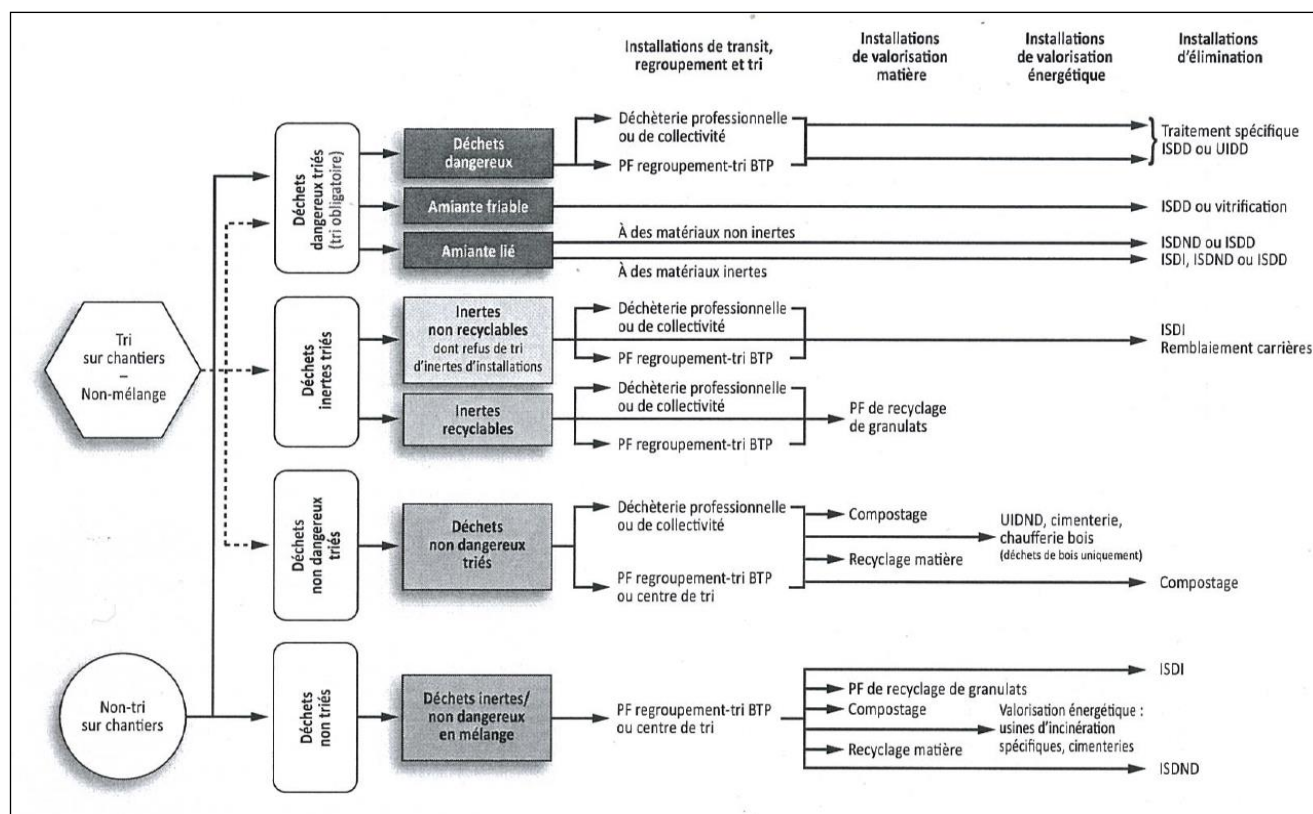 Installations de transit,
regroupement et tri
Installations
de valorisation
matière
Installations
de valorisation
énergétique
Installations
d'élimination
Tri
sur chantiers
–
Non-mélange
Non-tri
sur chantiers
Déchets
dangereux triés
(tri obligatoire)
Déchets
dangereux
Déchèterie professionnelle
ou de collectivité
PF regroupement-tri BTP
Traitement spécifique
ISDD ou UIDD
Amiante friable
ISDD ou vitrification
Amiante lié
À des matériaux non inertes
ISDND ou ISDD
À des matériaux inertes
ISDI, ISDND ou ISDD
Déchets
inertes triés
Inertes
non recyclables
dont refus de tri
d'inertes d'installations
Déchèterie professionnelle
ou de collectivité
PF regroupement-tri BTP
ISDI
Remblaiement carrières
Inertes
recyclables
Déchèterie professionnelle
ou de collectivité
PF regroupement-tri BTP
PF de recyclage
de granulats
Déchets
non dangereux
triés
Déchets
non dangereux
triés
Déchèterie professionnelle
ou de collectivité
PF regroupement-tri BTP
ou centre de tri
Compostage
UIDND, cimenterie,
chaufferie bois
(déchets de bois uniquement)
Recyclage matière
Compostage
Déchets
non triés
Déchets inertes/
non dangereux
en mélange
PF regroupement-tri BTP
ou centre de tri
ISDI
PF de recyclage de granulats
Compostage
Valorisation énergétique :
usines d'incinération
spécifiques, cimenteries
Recyclage matière
ISDND